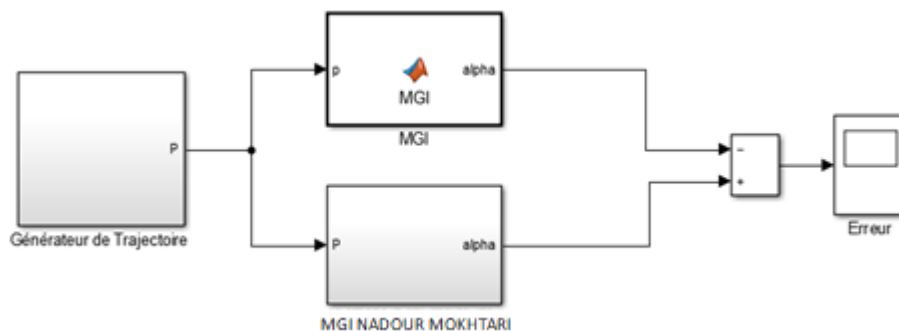 P
Générateur de Trajectoire
p
alpha
MGI
MGI
P
alpha
MGI NADOUR MOKHTARI
−
+
Erreur